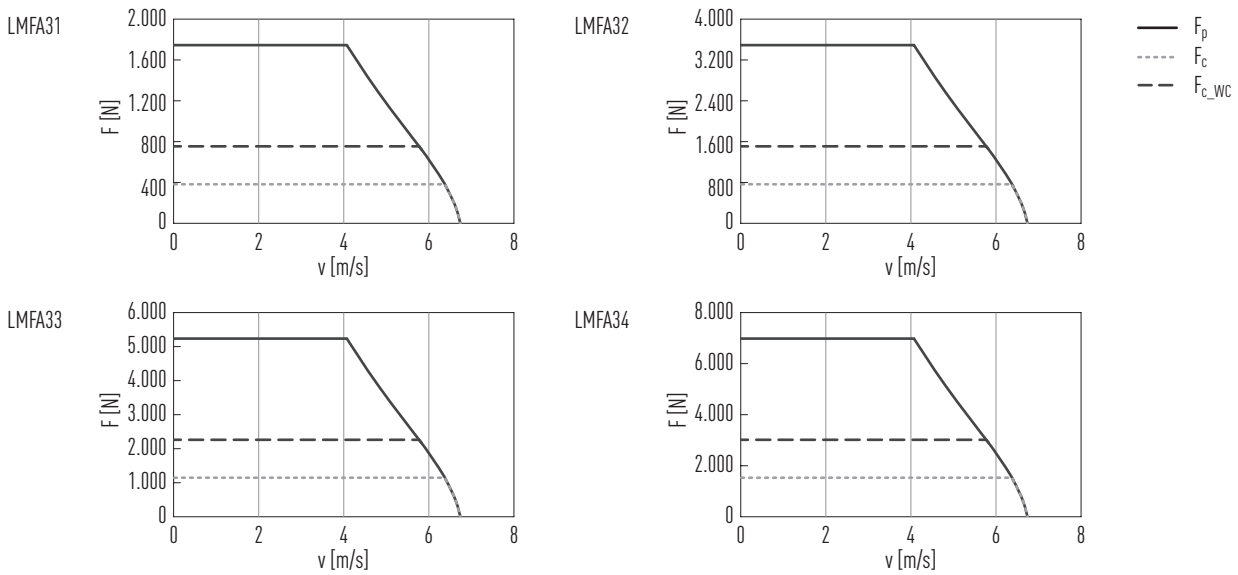 LMFA31
F [N]
2.000
1.600
1.200
800
400
0
0 2 4 6 8
v [m/s]
LMFA32
F [N]
4.000
3.200
2.400
1.600
800
0
0 2 4 6 8
v [m/s]
Fp
Fc
Fc_WC
LMFA33
F [N]
6.000
5.000
4.000
3.000
2.000
1.000
0
0 2 4 6 8
v [m/s]
LMFA34
F [N]
8.000
6.000
4.000
2.000
0
0 2 4 6 8
v [m/s]